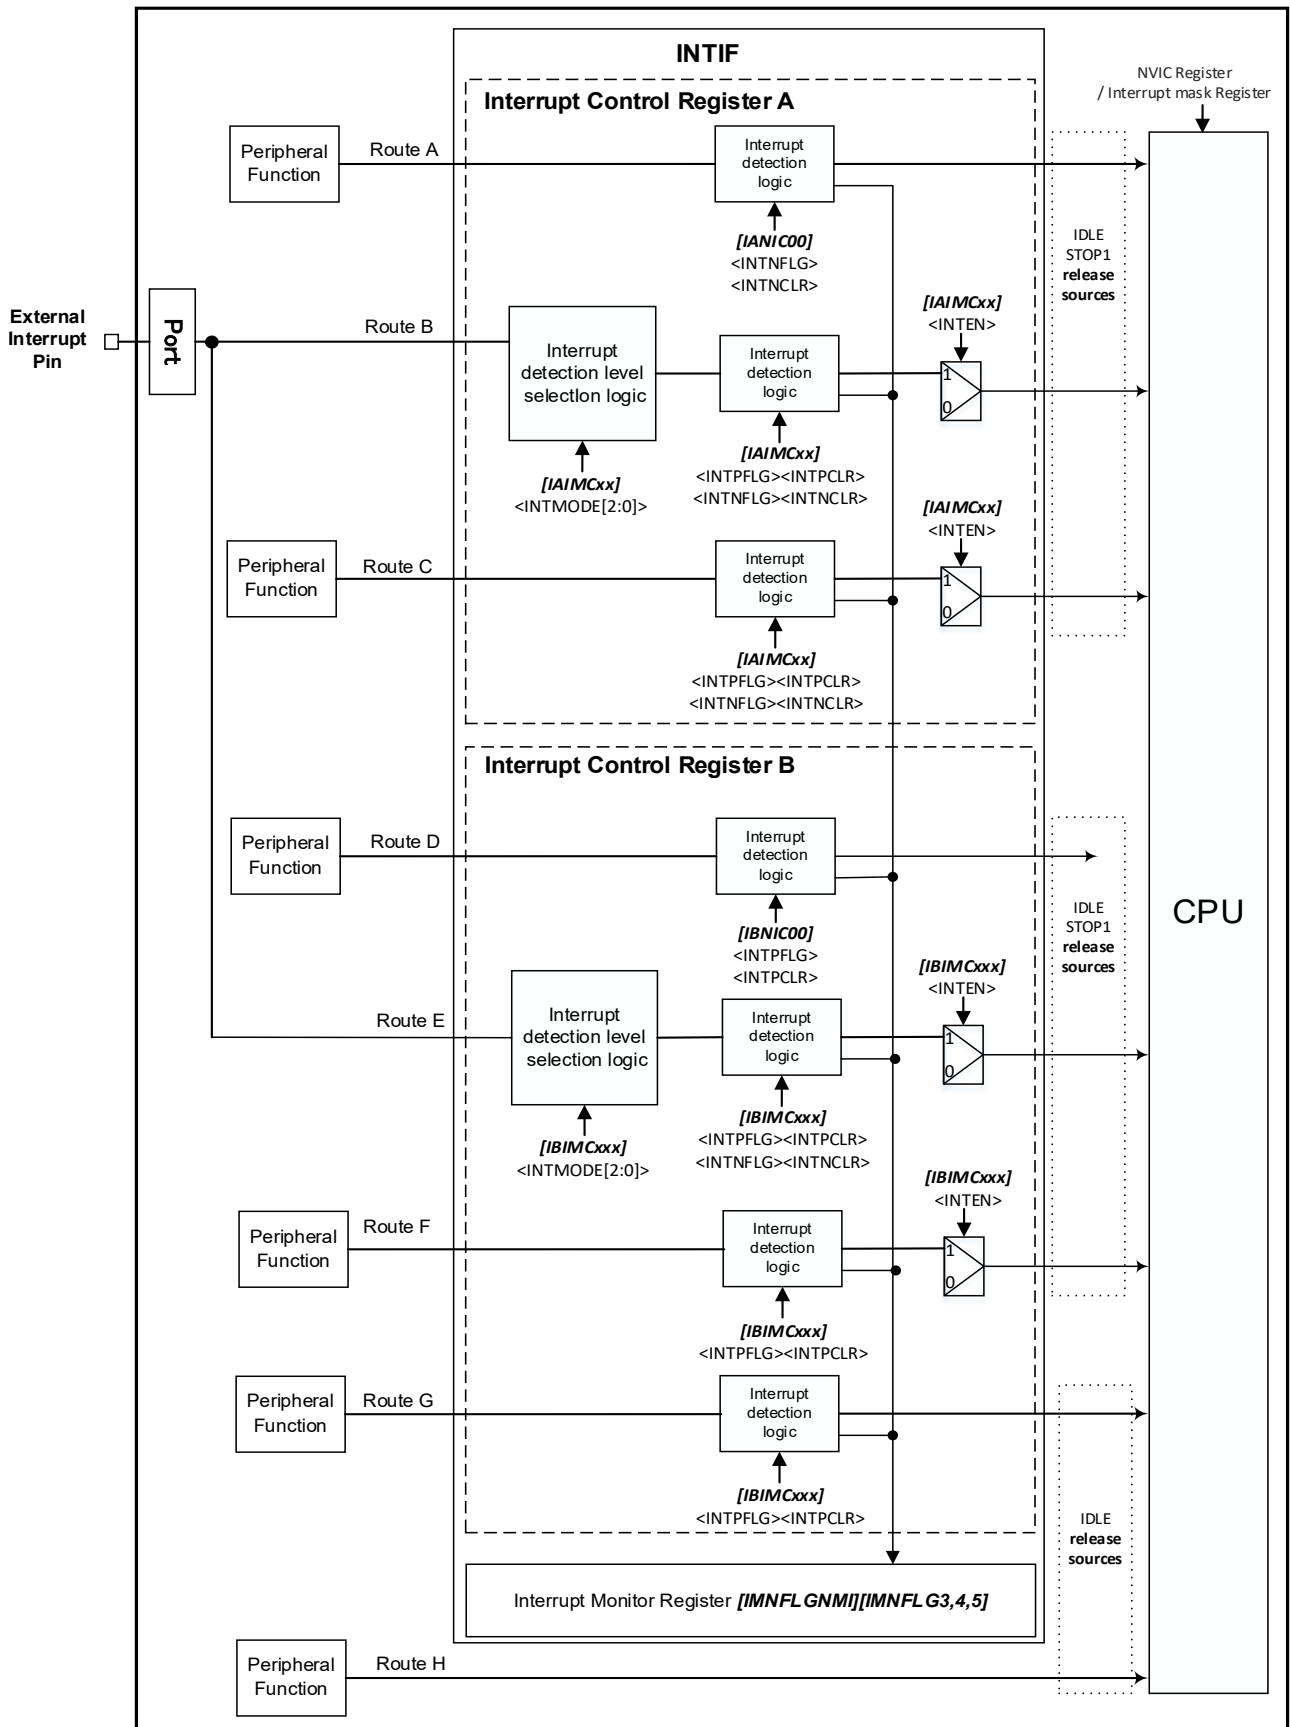 INTIF
Interrupt Control Register A
NVIC Register
/ Interrupt mask Register
Peripheral
Function
Route A
Interrupt
detection
logic
[IANIC00]
<INTNFLG>
<INTNCLR>
IDLE
STOP1
release
sources
External
Interrupt
Pin
Port
Route B
Interrupt
detection level
selectIon logic
[IAIMCxx]
<INTMODE[2:0]>
Interrupt
detection
logic
[IAIMCxx]
<INTPFLG><INTPCLR>
<INTNFLG><INTNCLR>
[IAIMCxx]
<INTEN>
1
0
Peripheral
Function
Route C
Interrupt
detection
logic
[IAIMCxx]
<INTPFLG><INTPCLR>
<INTNFLG><INTNCLR>
[IAIMCxx]
<INTEN>
1
0
Interrupt Control Register B
Peripheral
Function
Route D
Interrupt
detection
logic
[IBNIC00]
<INTPFLG>
<INTPCLR>
IDLE
STOP1
release
sources
CPU
Route E
Interrupt
detection level
selection logic
[IBIMCxxx]
<INTMODE[2:0]>
Interrupt
detection
logic
[IBIMCxxx]
<INTPFLG><INTPCLR>
<INTNFLG><INTNCLR>
[IBIMCxxx]
<INTEN>
1
0
Peripheral
Function
Route F
Interrupt
detection
logic
[IBIMCxxx]
<INTPFLG><INTPCLR>
[IBIMCxxx]
<INTEN>
1
0
Peripheral
Function
Route G
Interrupt
detection
logic
[IBIMCxxx]
<INTPFLG><INTPCLR>
IDLE
release
sources
Interrupt Monitor Register [IMNFLGNMI][IMNFLG3,4,5]
Peripheral
Function
Route H